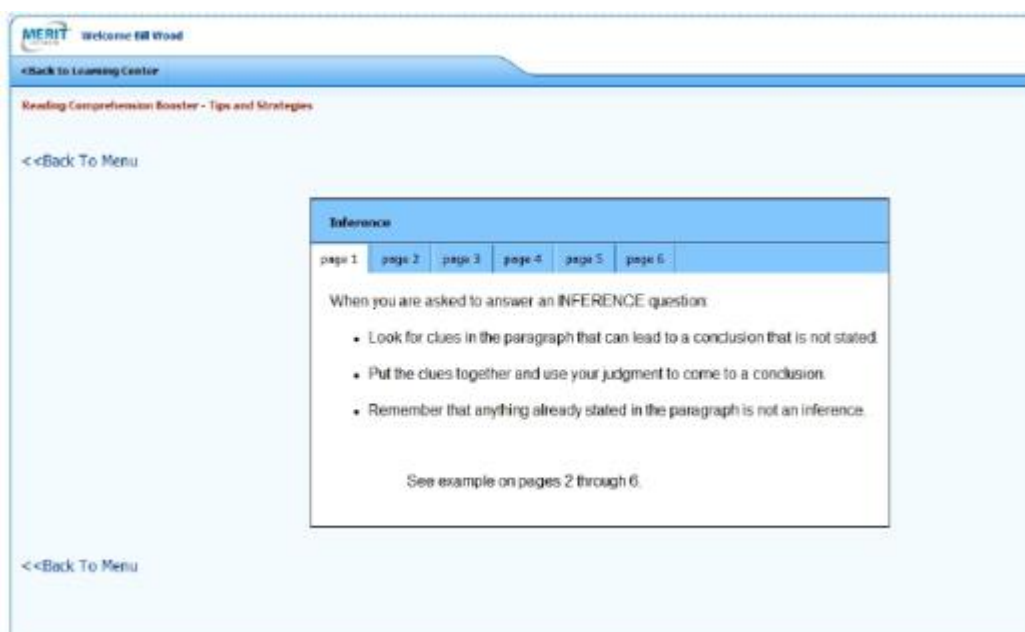 MERIT Welcome Bill Wood
<Back to Learning Center
Reading Comprehension Booster - Tips and Strategies
<<Back To Menu
Inference
page 1 page 2 page 3 page 4 page 5 page 6
When you are asked to answer an INFERENCE question:
• Look for clues in the paragraph that can lead to a conclusion that is not stated.
• Put the clues together and use your judgment to come to a conclusion.
• Remember that anything already stated in the paragraph is not an inference.
See example on pages 2 through 6.
<<Back To Menu